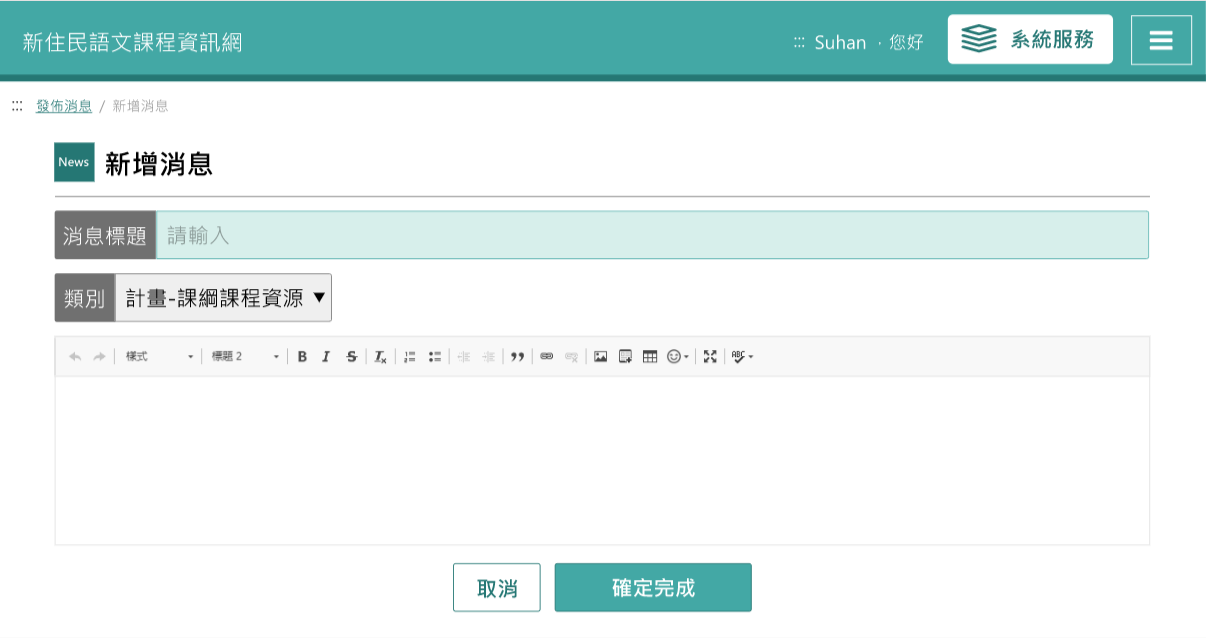 新住民語文課程資訊網
::: Suhan ‧您好
系統服務
::: 發佈消息 / 新增消息
News 新增消息
消息標題 請輸入
類別 計畫-課綱課程資源
樣式 標題 2 B I S Tx ABC
取消 確定完成